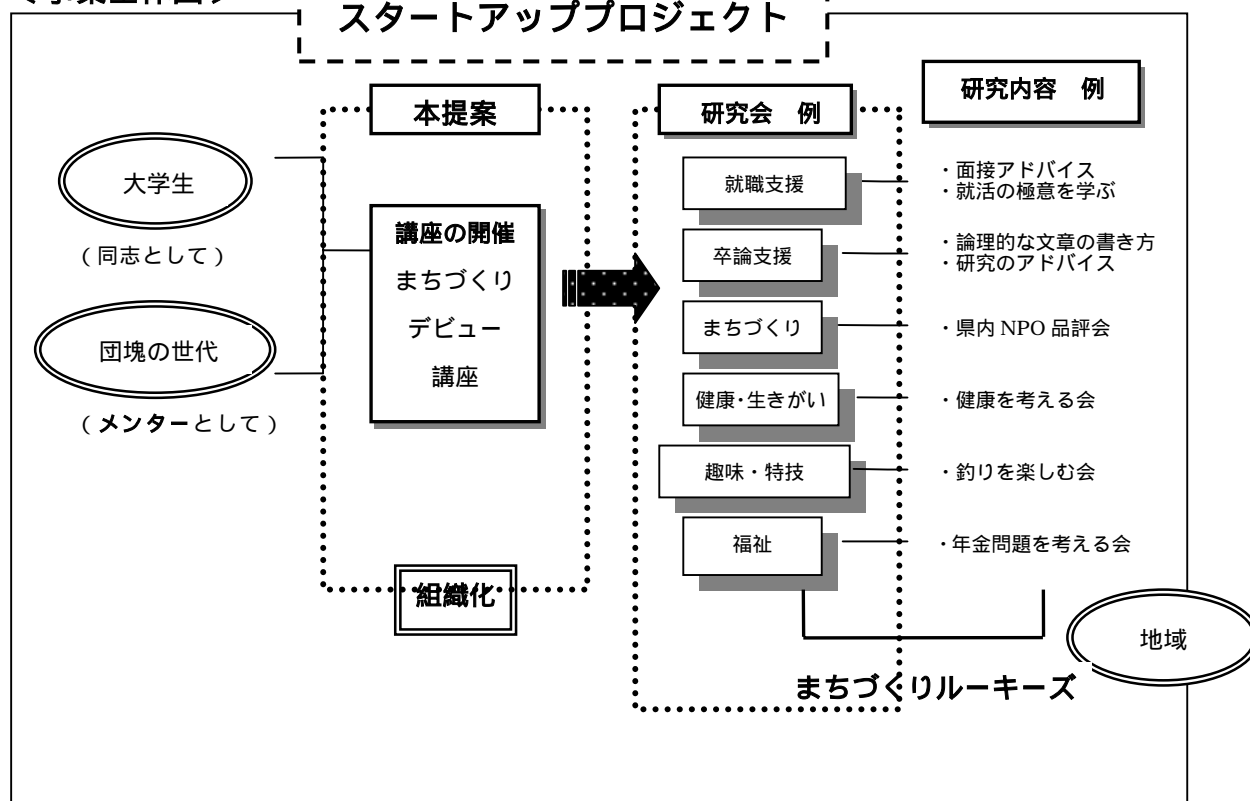 スタートアッププロジェクト
本提案
研究会 例
研究内容 例
大学生
(同志として)
団塊の世代
(メンターとして)
講座の開催
まちづくり
デビュー
講座
組織化
就職支援
・面接アドバイス
・就活の極意を学ぶ
卒論支援
・論理的な文章の書き方
・研究のアドバイス
まちづくり
・県内 NPO 品評会
健康・生きがい
・健康を考える会
趣味・特技
・釣りを楽しむ会
福祉
・年金問題を考える会
地域
まちづくりルーキーズ